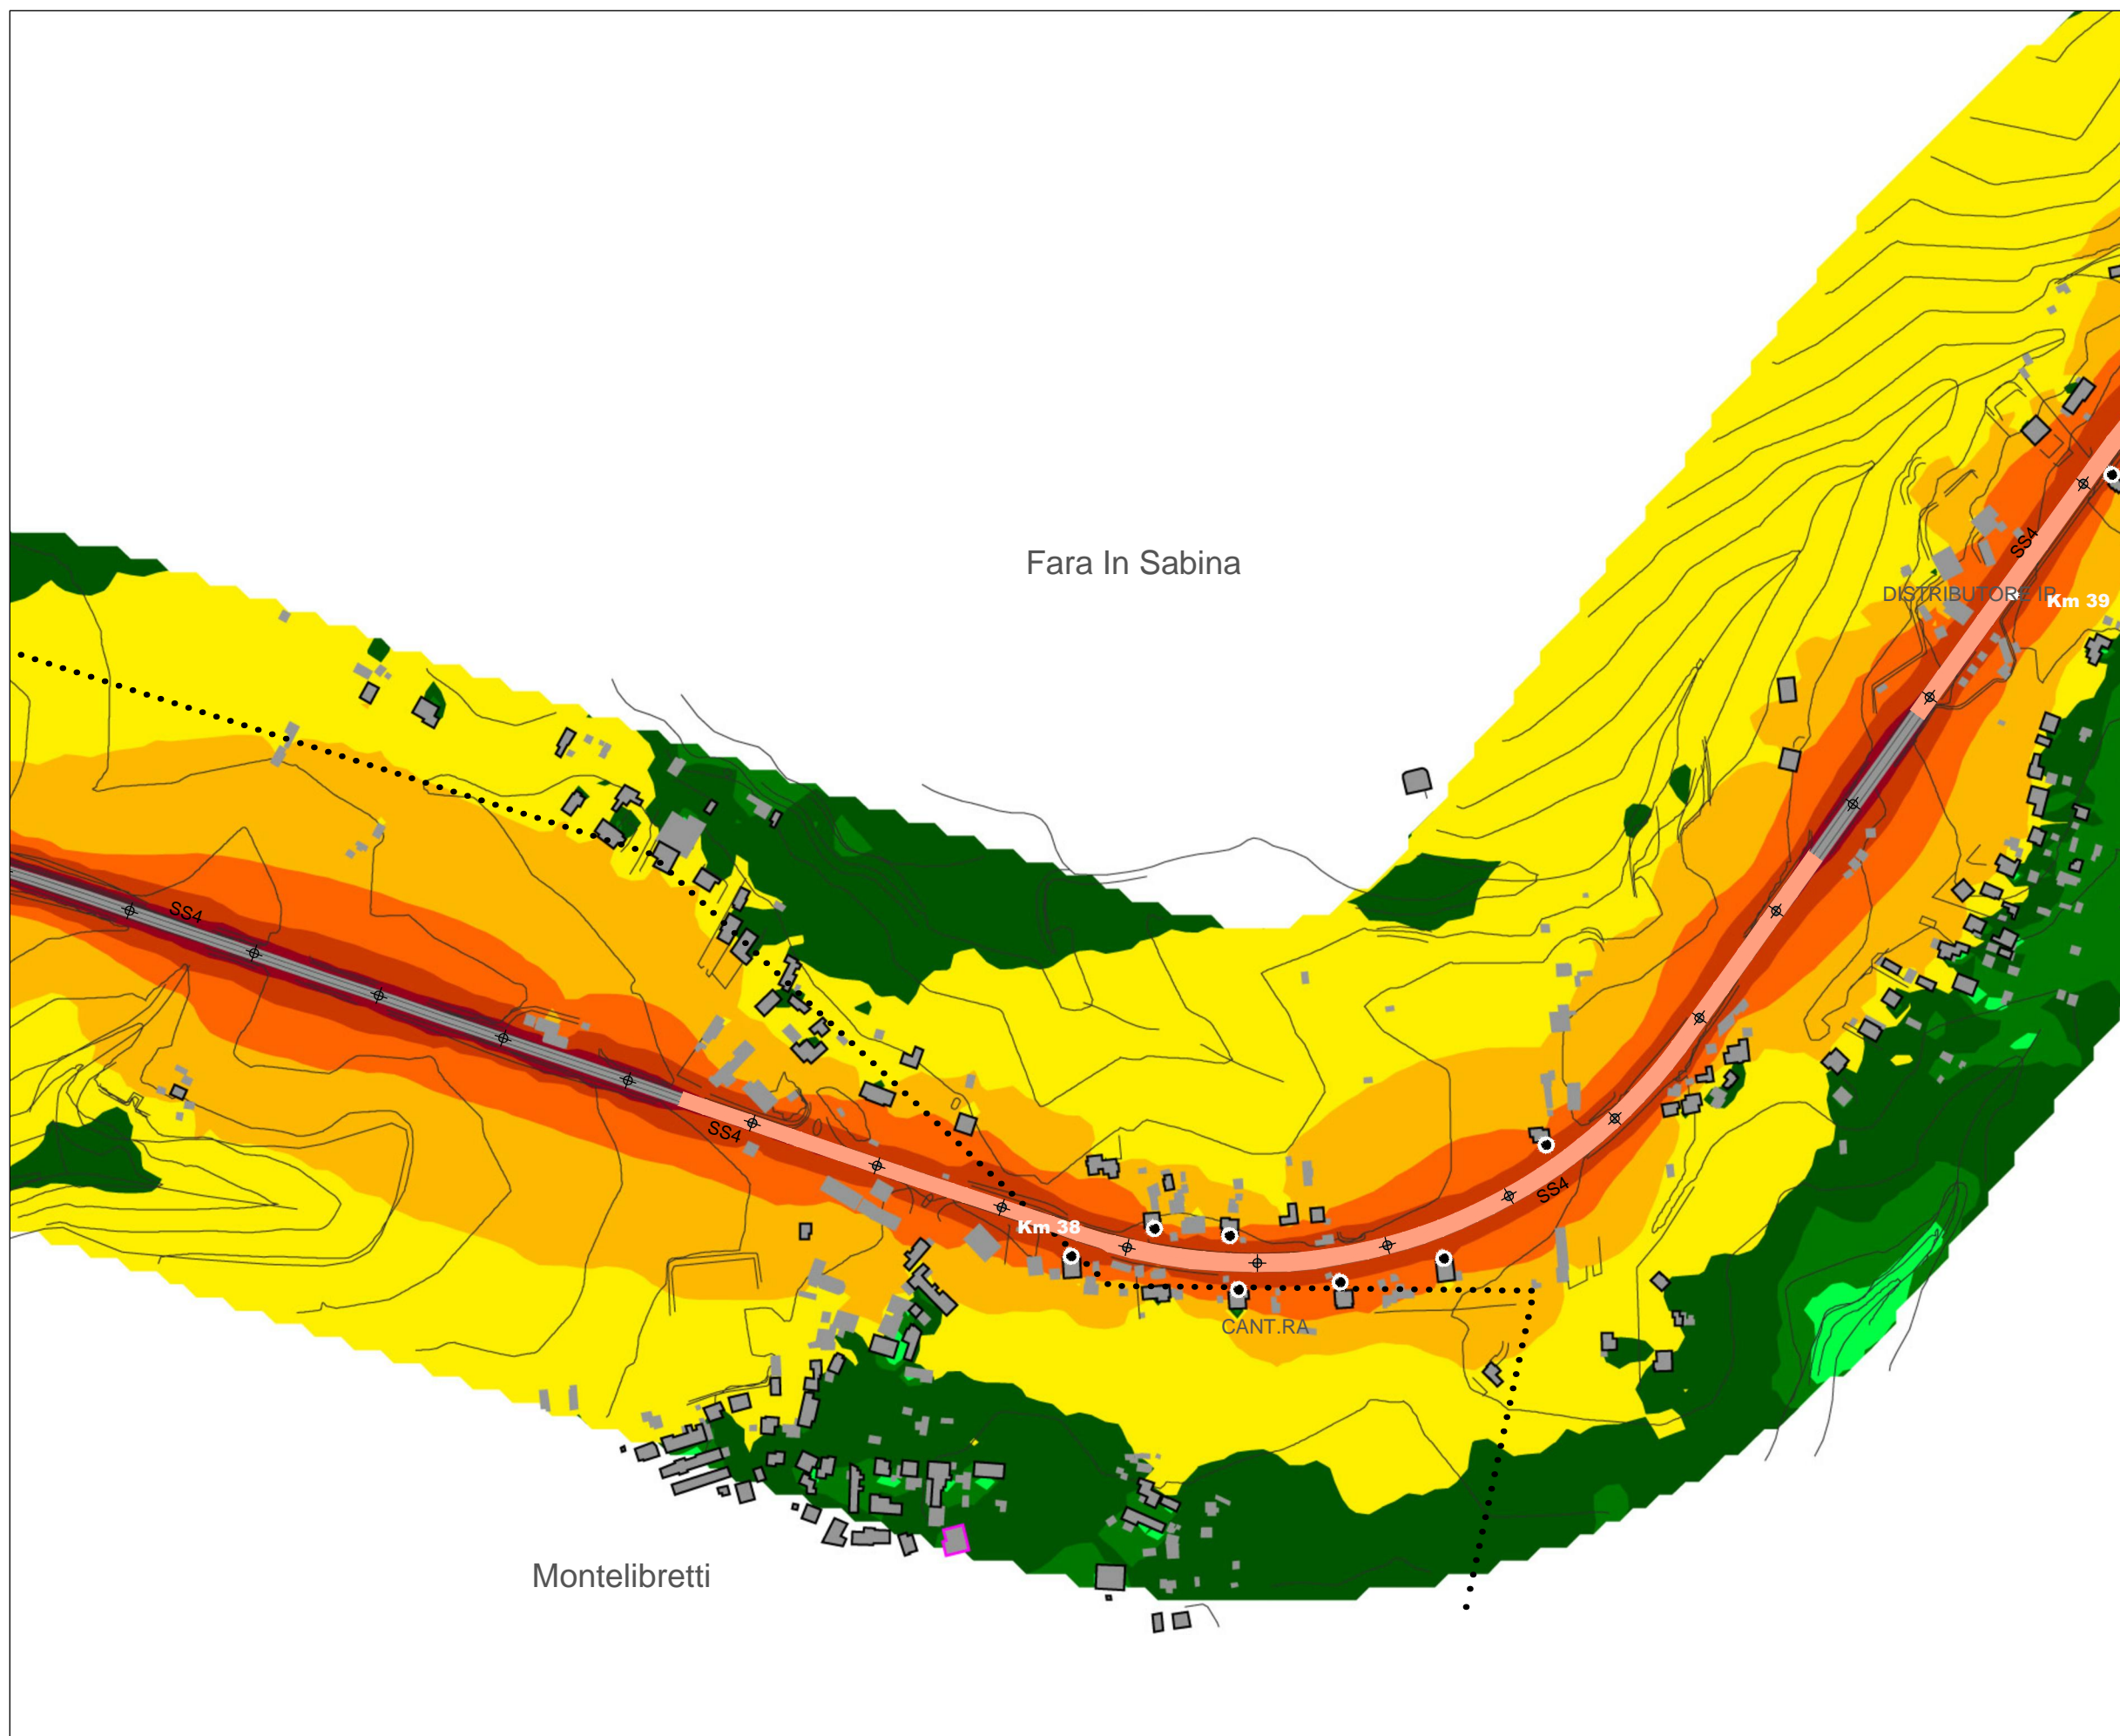 Fara In Sabina
SS4
DISTRIBUTORE IP
Km 39
SS4
SS4
SS4
Km 38
CANT.RA
Montelibretti